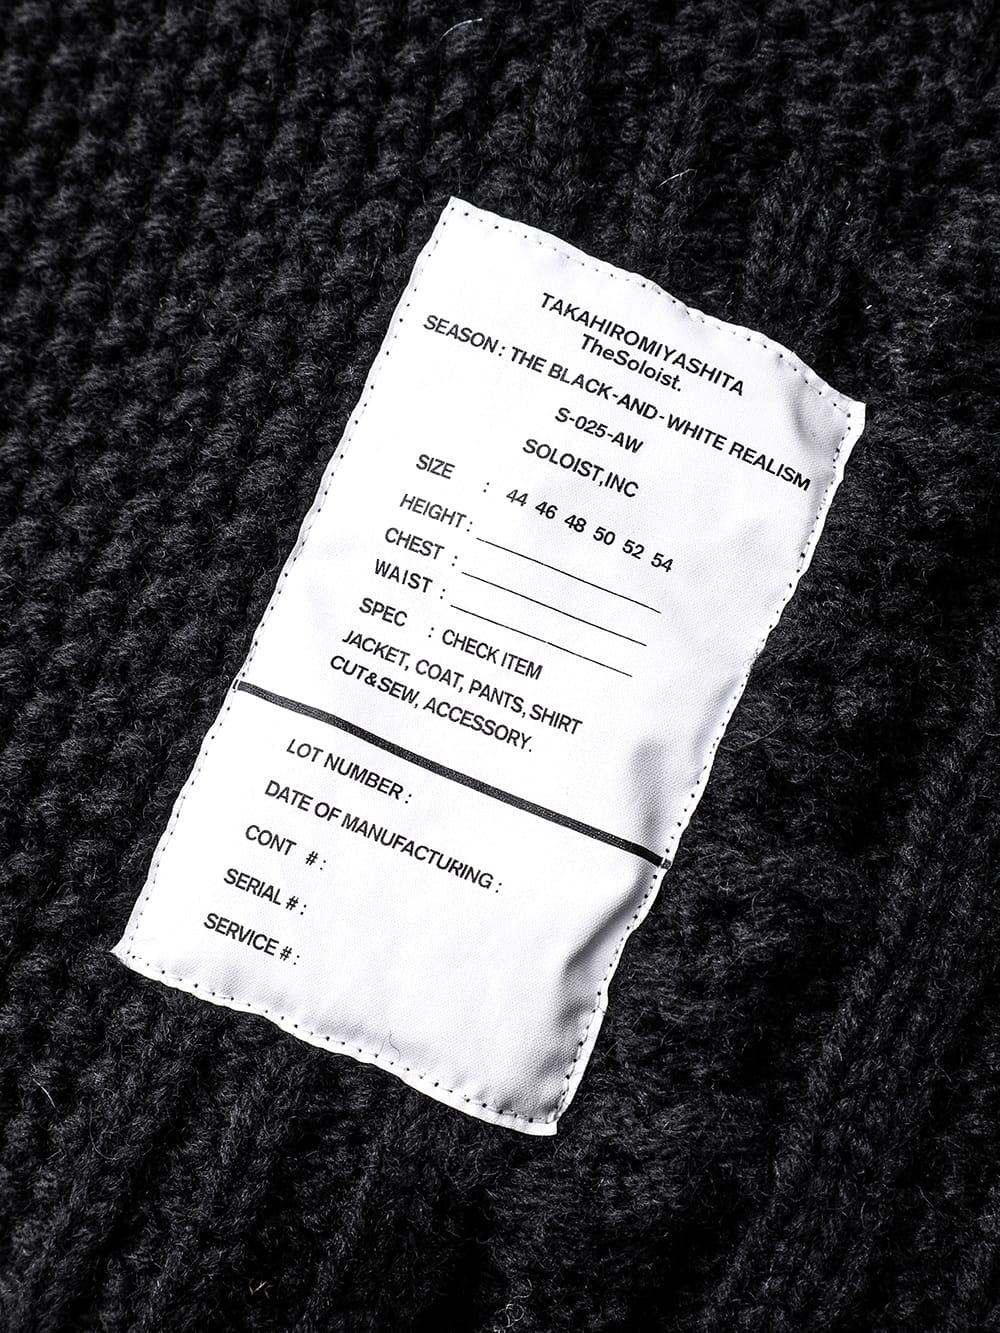 TAKAHIROMIYASHITA
TheSoloist.
SEASON : THE BLACK-AND-WHITE REALISM
S-025-AW
SOLOIST,INC
SIZE : 44 46 48 50 52 54
HEIGHT :
CHEST :
WAIST :
SPEC : CHECK ITEM
JACKET, COAT, PANTS, SHIRT
CUT&SEW, ACCESSORY.
LOT NUMBER :
DATE OF MANUFACTURING :
CONT # :
SERIAL # :
SERVICE # :